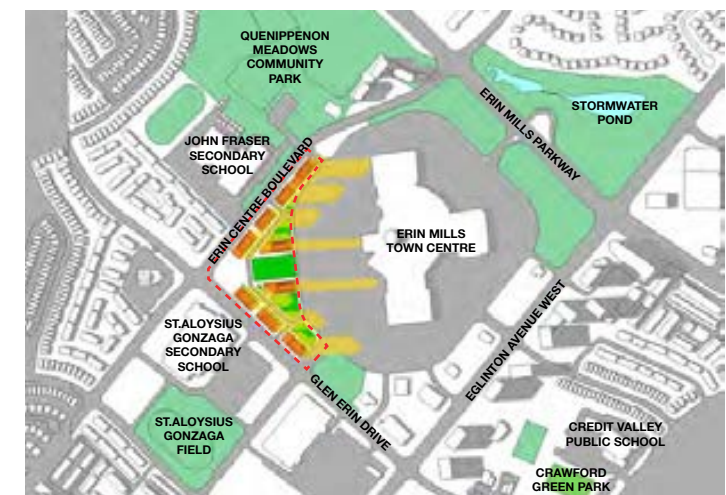 QUENIPPENON
MEADOWS
COMMUNITY
PARK
ERIN MILLS PARKWAY
STORMWATER
POND
JOHN FRASER
SECONDARY
SCHOOL
ERIN CENTRE BOULEVARD
ERIN MILLS
TOWN CENTRE
ST.ALOYSIUS
GONZAGA
SECONDARY
SCHOOL
EGLINTON AVENUE WEST
GLEN ERIN DRIVE
ST.ALOYSIUS
GONZAGA
FIELD
CREDIT VALLEY
PUBLIC SCHOOL
CRAWFORD
GREEN PARK